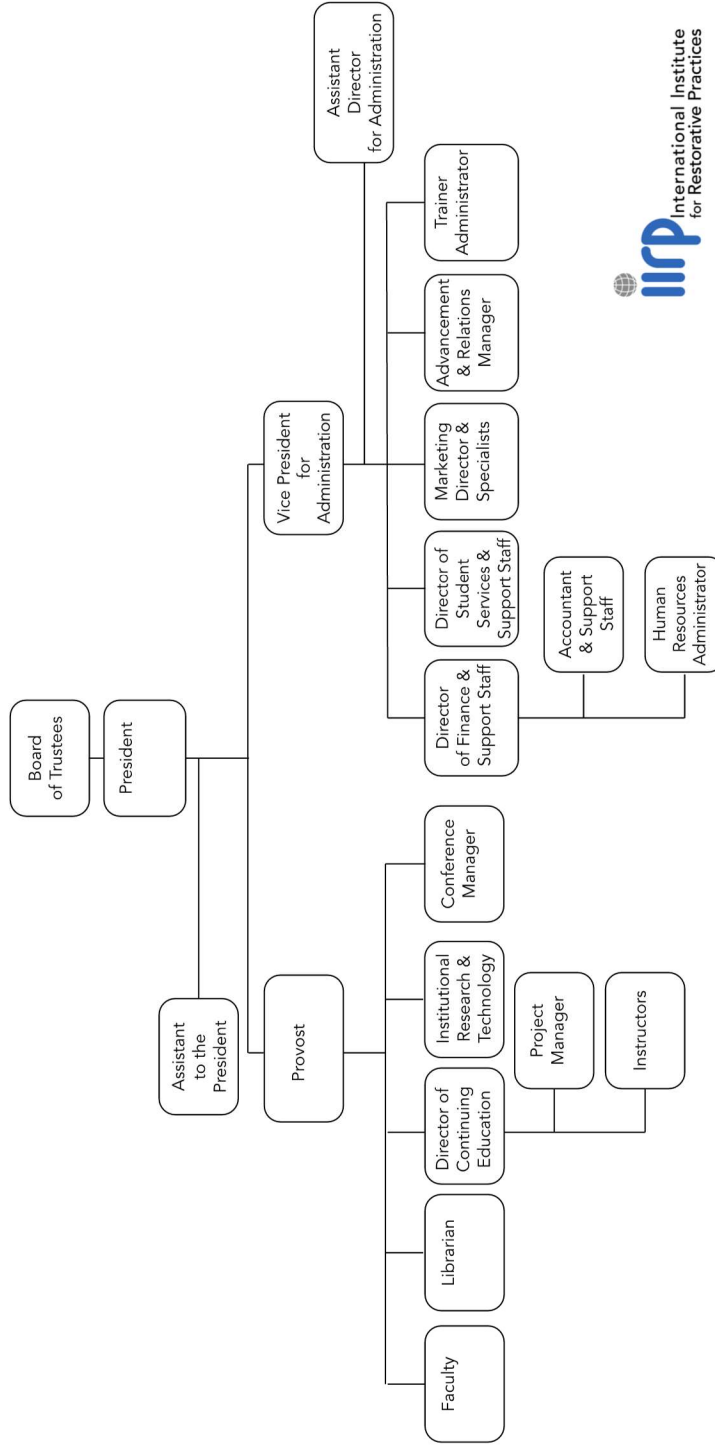 Board
of Trustees
President
Assistant
to the
President
Provost
Vice President
for
Administration
Assistant
Director
for Administration
Faculty
Librarian
Director of
Continuing
Education
Institutional
Research &
Technology
Conference
Manager
Director
of Finance &
Support Staff
Director of
Student
Services &
Support Staff
Marketing
Director &
Specialists
Advancement
& Relations
Manager
Trainer
Administrator
Project
Manager
Instructors
Accountant
& Support
Staff
Human
Resources
Administrator
iirp
International Institute
for Restorative Practices